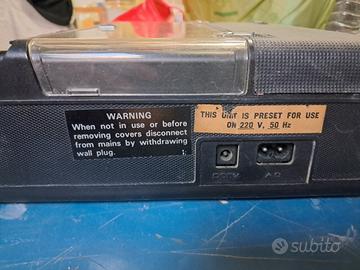 WARNING
When not in use or before
removing covers disconnect
from mains by withdrawing
wall plug.
THIS UNIT IS PRESET FOR USE
ON 220 V, 50 Hz
AC
subito